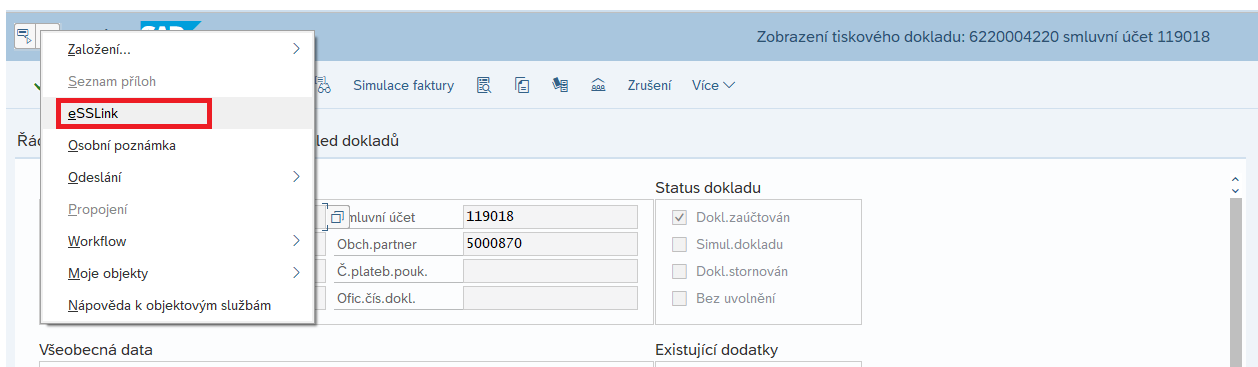 SAP
Zobrazení tiskového dokladu: 6220004220 smluvní účet 119018
Založení...
Seznam příloh
Simulace faktury
Zrušení
Více
eSSLink
Osobní poznámka
led dokladů
Odeslání
Status dokladu
Propojení
mluvní účet 119018
Dokl.zaúčtován
Workflow
Obch.partner 5000870
Simul.dokladu
Moje objekty
Č.plateb.pouk.
Dokl.stornován
Nápověda k objektovým službám
Ofic.čís.dokl.
Bez uvolnění
Všeobecná data
Existující dodatky